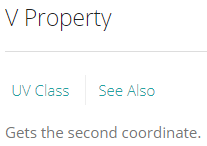 V Property
UV Class See Also
Gets the second coordinate.